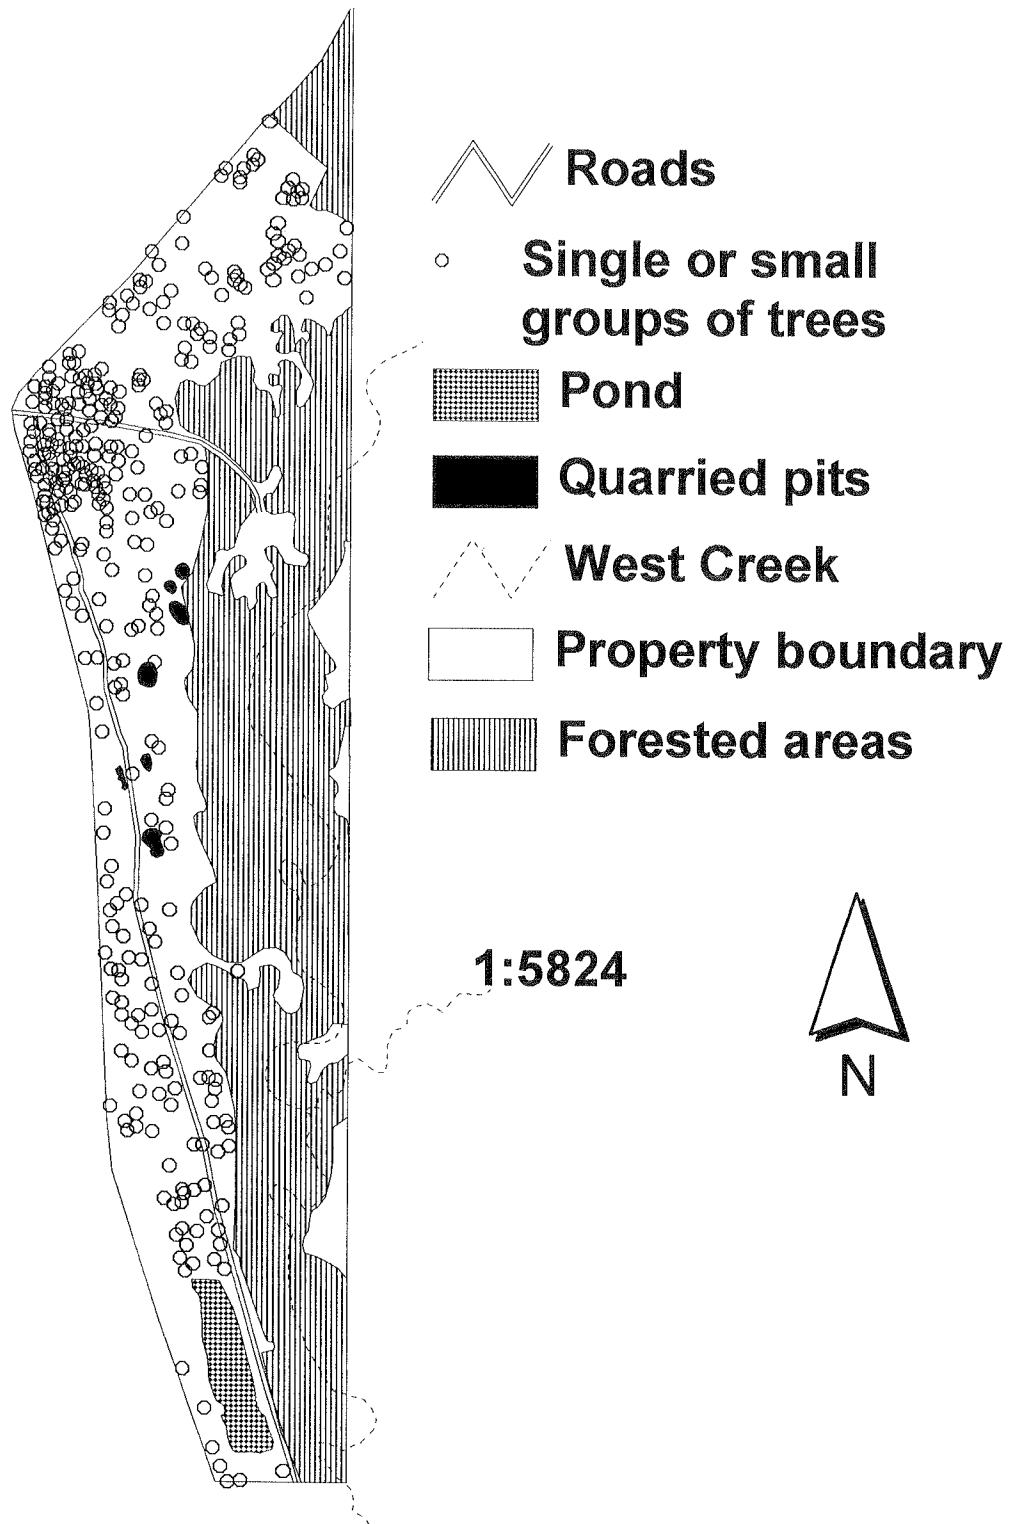 Roads
Single or small
groups of trees
Pond
Quarried pits
West Creek
Property boundary
Forested areas
1:5824
N